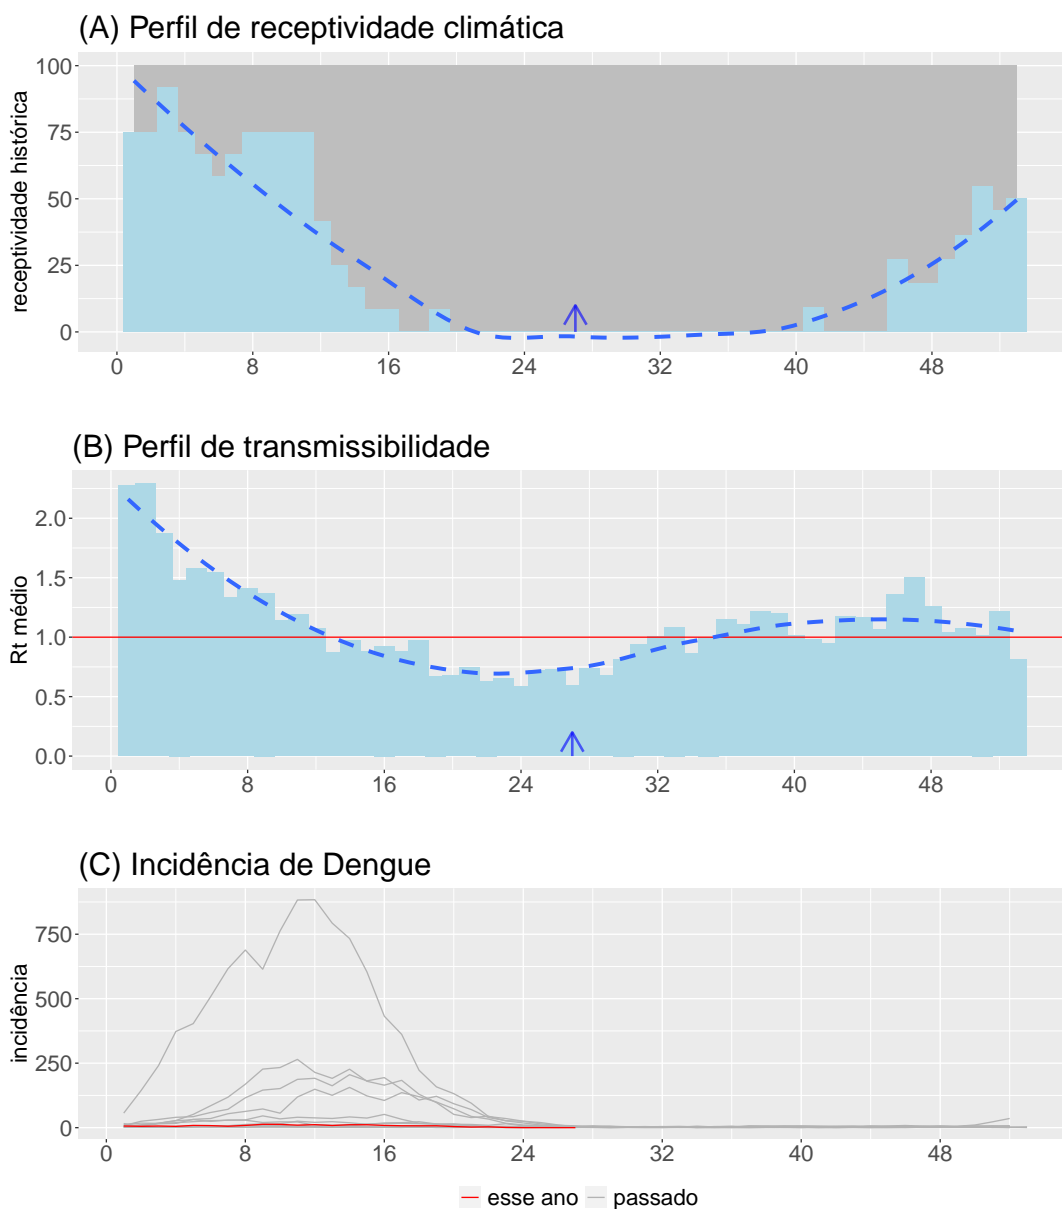 (A) Perfil de receptividade climática
receptividade histórica
100
75
50
25
0
0 8 16 24 32 40 48
(B) Perfil de transmissibilidade
Rt médio
2.0
1.5
1.0
0.5
0.0
0 8 16 24 32 40 48
(C) Incidência de Dengue
incidência
750
500
250
0
0 8 16 24 32 40 48
esse ano passado